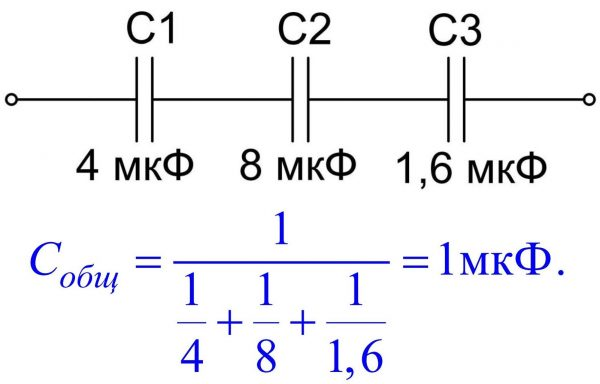 C1 C2 C3
4 мкФ 8 мкФ 1,6 мкФ
C общ = 1 / (1/4 + 1/8 + 1/1,6) = 1мкФ.